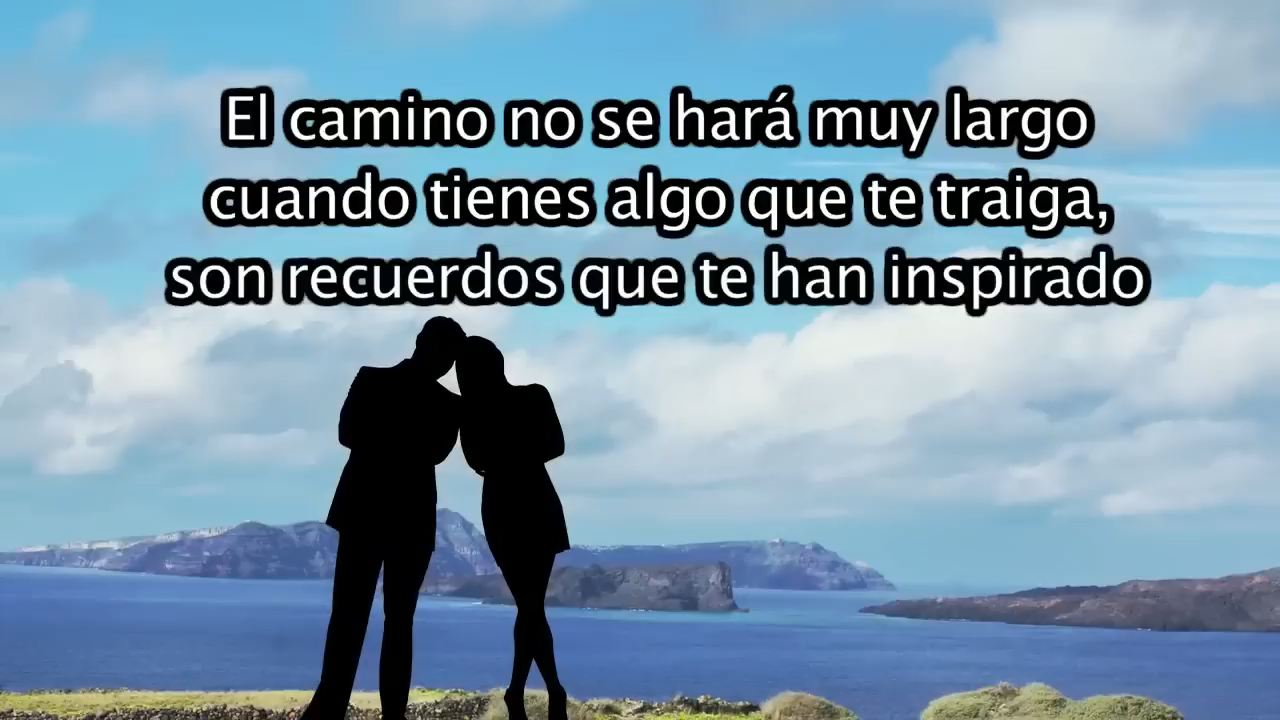 El camino no se hará muy largo
cuando tienes algo que te traiga,
son recuerdos que te han inspirado